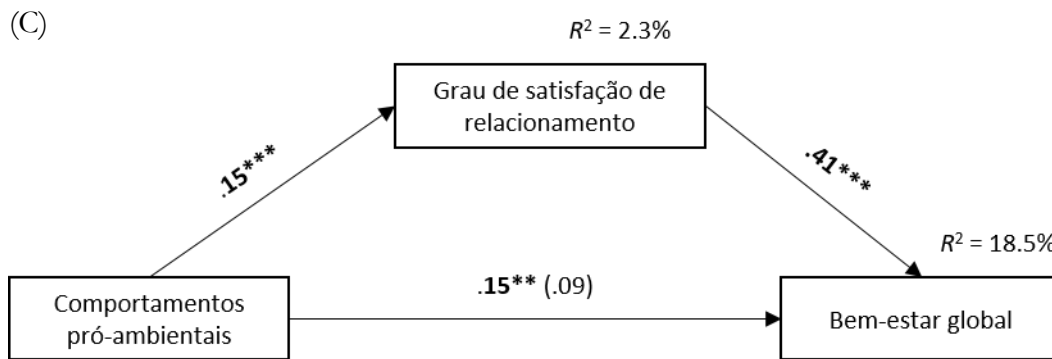 (C)
R² = 2.3%
Grau de satisfação de
relacionamento
.15***
.41***
R² = 18.5%
Comportamentos
pró-ambientais
.15** (.09)
Bem-estar global